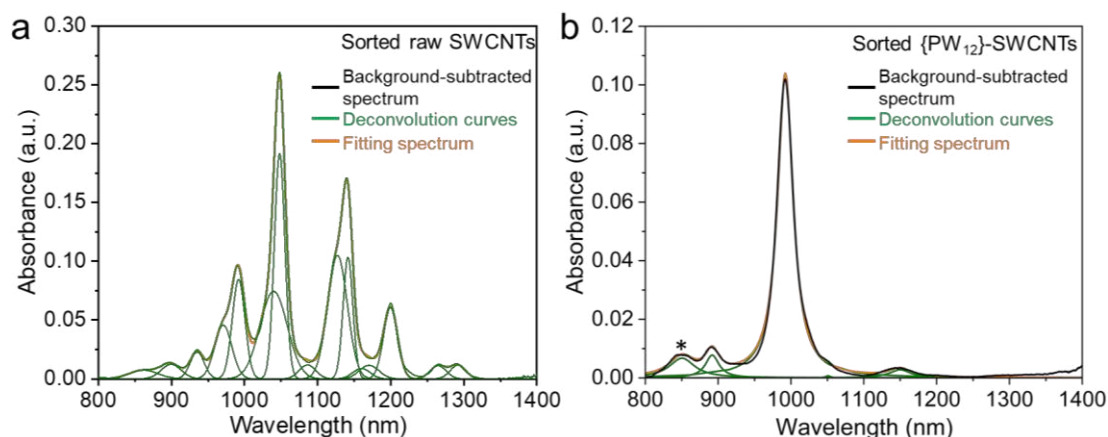 a
Sorted raw SWCNTs
Background-subtracted
spectrum
Deconvolution curves
Fitting spectrum
Absorbance (a.u.)
0.30
0.25
0.20
0.15
0.10
0.05
0.00
800 900 1000 1100 1200 1300 1400
Wavelength (nm)
b
Sorted {PW₁₂}-SWCNTs
Background-subtracted
spectrum
Deconvolution curves
Fitting spectrum
Absorbance (a.u.)
0.12
0.10
0.08
0.06
0.04
0.02
0.00
*
800 900 1000 1100 1200 1300 1400
Wavelength (nm)